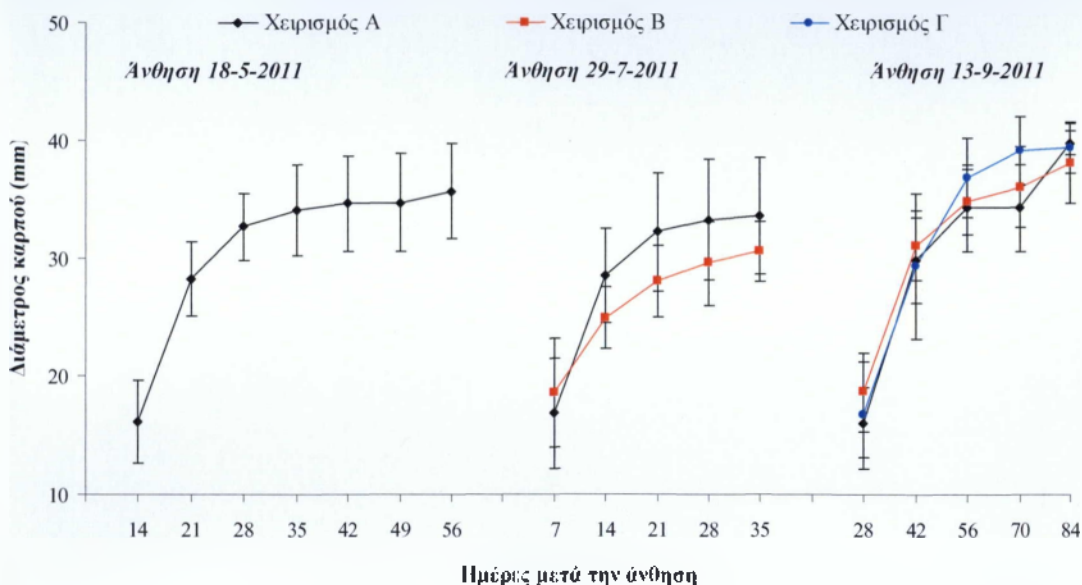 Χειρισμός Α Χειρισμός Β Χειρισμός Γ
Άνθηση 18-5-2011 Άνθηση 29-7-2011 Άνθηση 13-9-2011
Διάμετρος καρπού (mm)
50
40
30
20
10
14 21 28 35 42 49 56 7 14 21 28 35 28 42 56 70 84
Ημέρες μετά την άνθηση